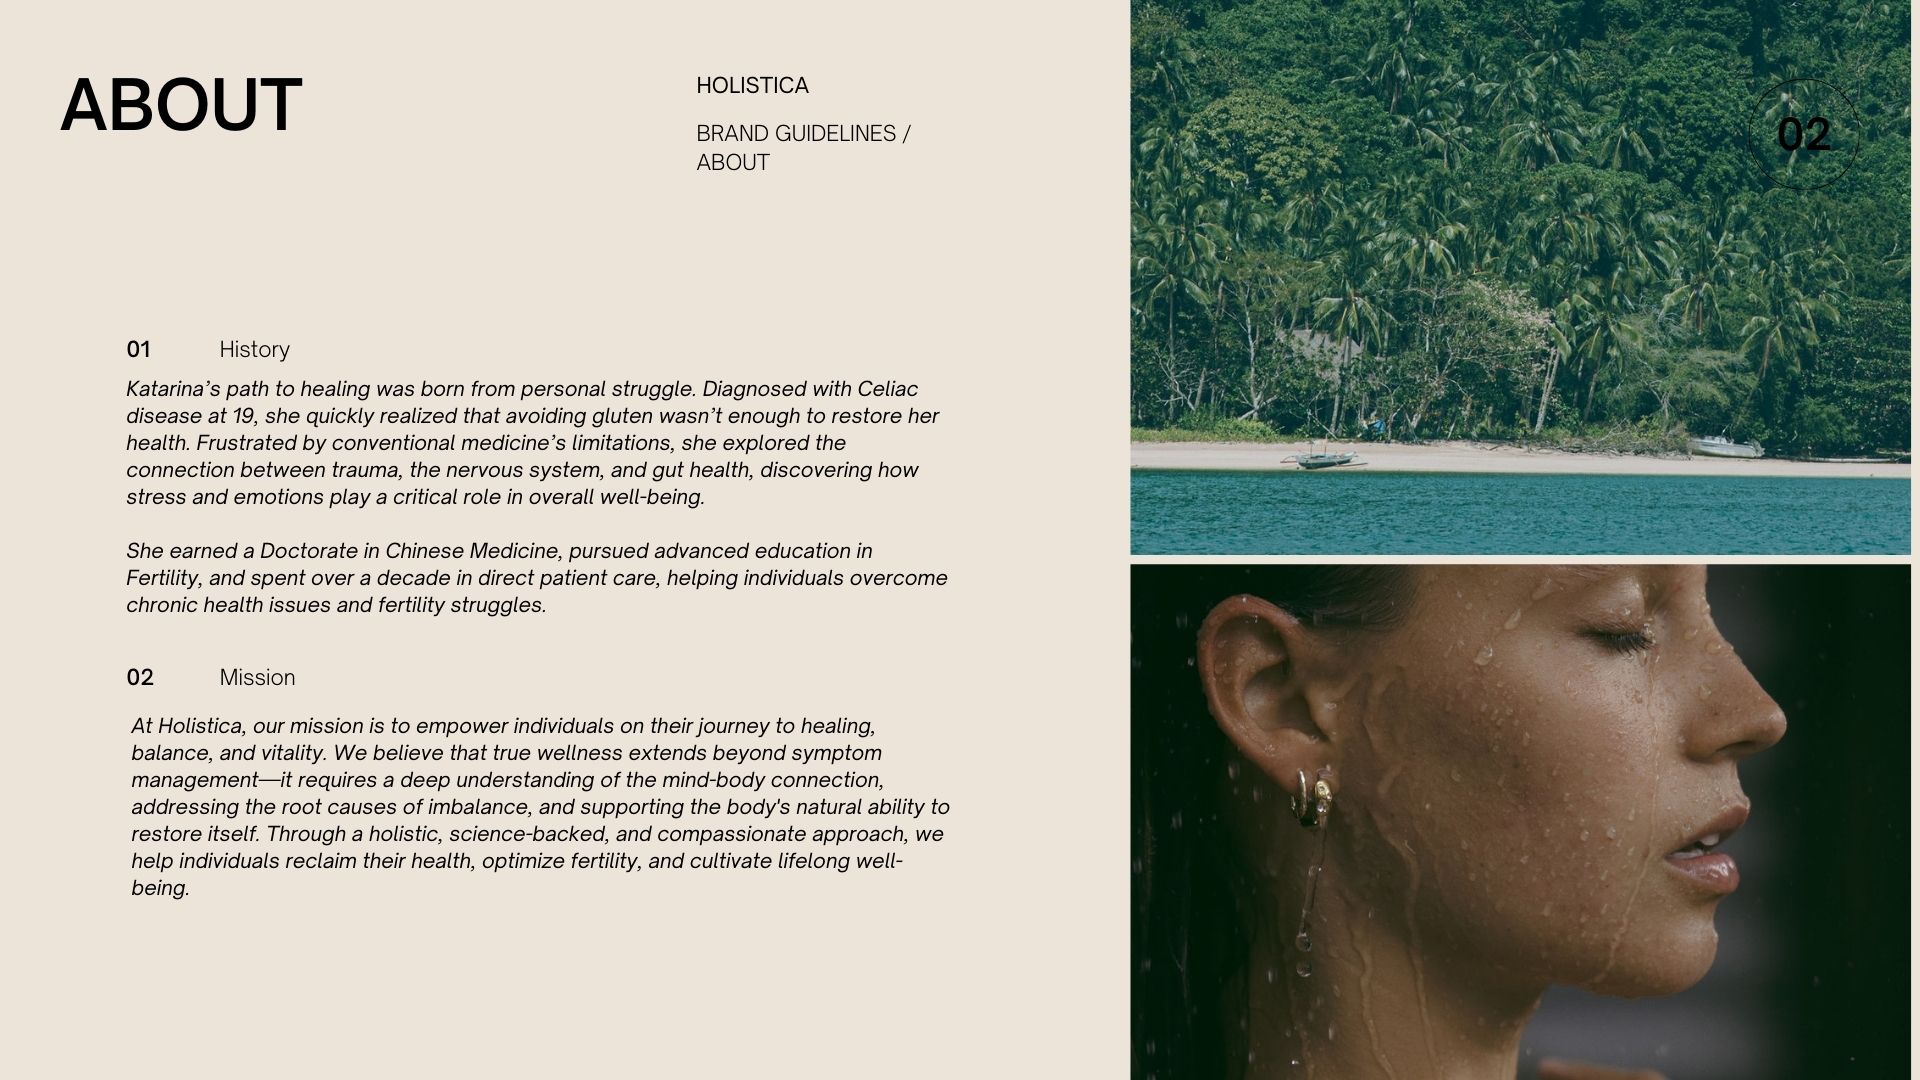 ABOUT
HOLISTICA
BRAND GUIDELINES /
ABOUT
02
01 History
Katarina’s path to healing was born from personal struggle. Diagnosed with Celiac
disease at 19, she quickly realized that avoiding gluten wasn’t enough to restore her
health. Frustrated by conventional medicine’s limitations, she explored the
connection between trauma, the nervous system, and gut health, discovering how
stress and emotions play a critical role in overall well-being.
She earned a Doctorate in Chinese Medicine, pursued advanced education in
Fertility, and spent over a decade in direct patient care, helping individuals overcome
chronic health issues and fertility struggles.
02 Mission
At Holistica, our mission is to empower individuals on their journey to healing,
balance, and vitality. We believe that true wellness extends beyond symptom
management—it requires a deep understanding of the mind-body connection,
addressing the root causes of imbalance, and supporting the body's natural ability to
restore itself. Through a holistic, science-backed, and compassionate approach, we
help individuals reclaim their health, optimize fertility, and cultivate lifelong well-
being.